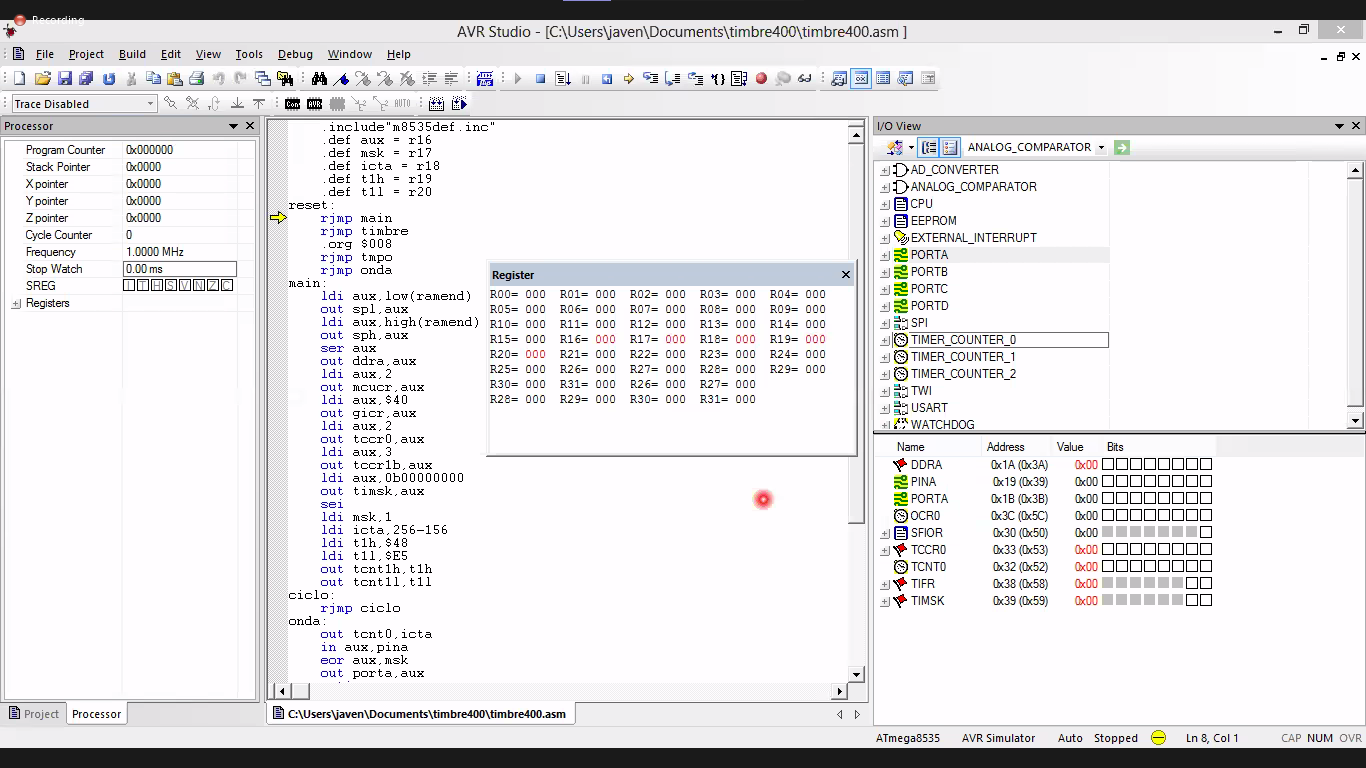 Recording
AVR Studio - [C:\Users\javen\Documents\timbre400\timbre400.asm ]
File Project Build Edit View Tools Debug Window Help
Trace Disabled
Con AVR AUTO
Processor
Program Counter 0x000000
Stack Pointer 0x0000
X pointer 0x0000
Y pointer 0x0000
Z pointer 0x0000
Cycle Counter 0
Frequency 1.0000 MHz
Stop Watch 0.00 ms
SREG I T H S V N Z C
Registers
Project Processor
.include"m8535def.inc"
.def aux = r16
.def msk = r17
.def icta = r18
.def t1h = r19
.def t1l = r20
reset:
rjmp main
rjmp timbre
.org $008
rjmp tmpo
rjmp onda
main:
ldi aux,low(ramend)
out spl,aux
ldi aux,high(ramend)
out sph,aux
ser aux
out ddra,aux
ldi aux,2
out mcucr,aux
ldi aux,$40
out gicr,aux
ldi aux,2
out tccr0,aux
ldi aux,3
out tccr1b,aux
ldi aux,0b00000000
out timsk,aux
sei
ldi msk,1
ldi icta,256-156
ldi t1h,$48
ldi t1l,$E5
out tcnt1h,t1h
out tcnt1l,t1l
ciclo:
rjmp ciclo
onda:
out tcnt0,icta
in aux,pina
eor aux,msk
out porta,aux
C:\Users\javen\Documents\timbre400\timbre400.asm
Register
R00= 000 R01= 000 R02= 000 R03= 000 R04= 000
R05= 000 R06= 000 R07= 000 R08= 000 R09= 000
R10= 000 R11= 000 R12= 000 R13= 000 R14= 000
R15= 000 R16= 000 R17= 000 R18= 000 R19= 000
R20= 000 R21= 000 R22= 000 R23= 000 R24= 000
R25= 000 R26= 000 R27= 000 R28= 000 R29= 000
R30= 000 R31= 000 R26= 000 R27= 000
R28= 000 R29= 000 R30= 000 R31= 000
I/O View
ANALOG_COMPARATOR
AD_CONVERTER
ANALOG_COMPARATOR
CPU
EEPROM
EXTERNAL_INTERRUPT
PORTA
PORTB
PORTC
PORTD
SPI
TIMER_COUNTER_0
TIMER_COUNTER_1
TIMER_COUNTER_2
TWI
USART
WATCHDOG
Name Address Value Bits
DDRA 0x1A (0x3A) 0x00
PINA 0x19 (0x39) 0x00
PORTA 0x1B (0x3B) 0x00
OCR0 0x3C (0x5C) 0x00
SFIOR 0x30 (0x50) 0x00
TCCR0 0x33 (0x53) 0x00
TCNT0 0x32 (0x52) 0x00
TIFR 0x38 (0x58) 0x00
TIMSK 0x39 (0x59) 0x00
ATmega8535 AVR Simulator Auto Stopped Ln 8, Col 1 CAP NUM OVR